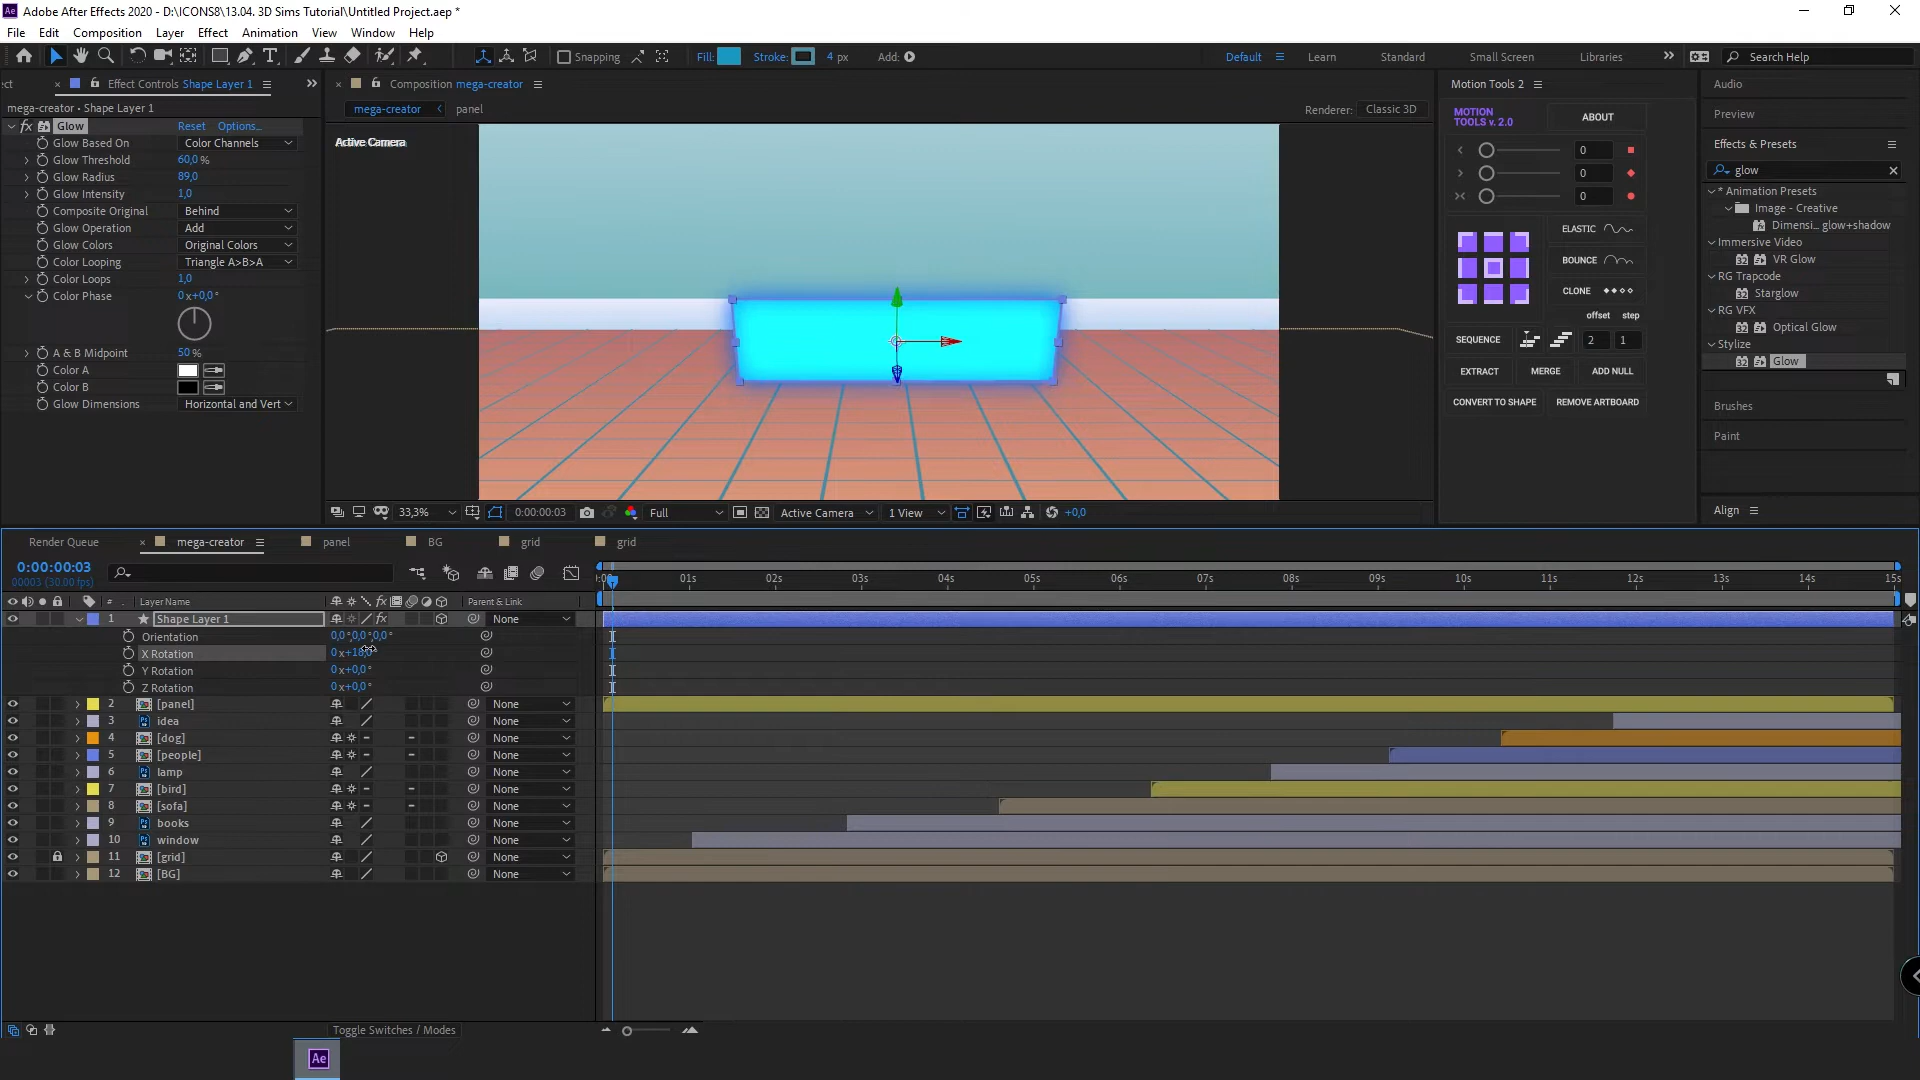 Adobe After Effects 2020 - D:\ICONS8\13.04. 3D Sims Tutorial\Untitled Project.aep *
File Edit Composition Layer Effect Animation View Window Help
Snapping Fill: Stroke: 4 px Add: Default Learn Standard Small Screen Libraries Search Help
ect Effect Controls Shape Layer 1
mega-creator • Shape Layer 1
fx Glow Reset Options...
Glow Based On Color Channels
Glow Threshold 60,0 %
Glow Radius 89,0
Glow Intensity 1,0
Composite Original Behind
Glow Operation Add
Glow Colors Original Colors
Color Looping Triangle A>B>A
Color Loops 1,0
Color Phase 0x+0,0°
A & B Midpoint 50 %
Color A
Color B
Glow Dimensions Horizontal and Vert
Composition mega-creator
mega-creator panel
Renderer: Classic 3D
Active Camera
33,3% 0:00:00:03 Full Active Camera 1 View +0,0
Motion Tools 2
MOTION
TOOLS v. 2.0
ABOUT
0
0
0
ELASTIC
BOUNCE
CLONE
offset step
SEQUENCE 2 1
EXTRACT MERGE ADD NULL
CONVERT TO SHAPE REMOVE ARTBOARD
Audio
Preview
Effects & Presets
glow
* Animation Presets
Image - Creative
Dimensi... glow+shadow
Immersive Video
VR Glow
RG Trapcode
Starglow
RG VFX
Optical Glow
Stylize
Glow
Brushes
Paint
Align
Render Queue mega-creator panel BG grid grid
0:00:00:03
00003 (30.00 fps)
01s 02s 03s 04s 05s 06s 07s 08s 09s 10s 11s 12s 13s 14s 15s
# Layer Name fx Parent & Link
1 Shape Layer 1 fx None
Orientation 0,0°,0,0°,0,0°
X Rotation
Y Rotation 0x+0,0°
Z Rotation 0x+0,0°
2 [panel] None
3 idea None
4 [dog] None
5 [people] None
6 lamp None
7 [bird] None
8 [sofa] None
9 books None
10 window None
11 [grid] None
12 [BG] None
Toggle Switches / Modes
Ae